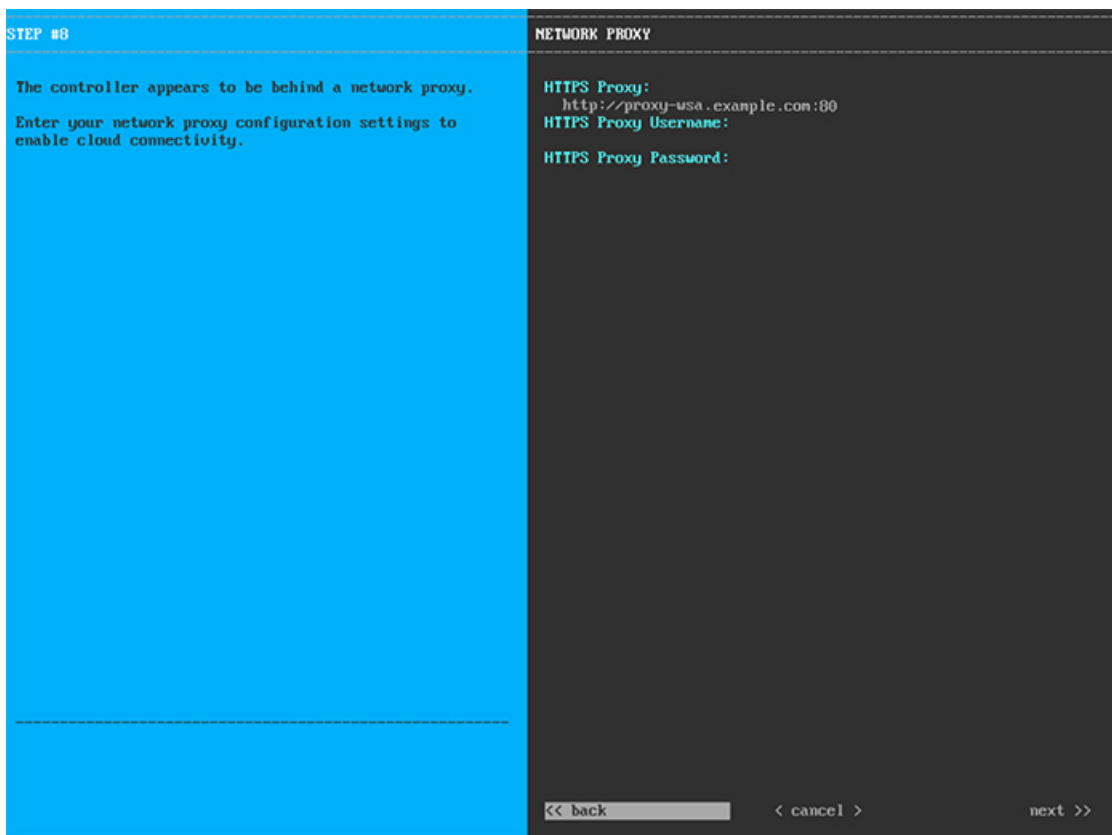 STEP #8
The controller appears to be behind a network proxy.
Enter your network proxy configuration settings to
enable cloud connectivity.
NETWORK PROXY
HTTPS Proxy:
http://proxy-wsa.example.com:80
HTTPS Proxy Username:
HTTPS Proxy Password:
<< back
< cancel >
next >>